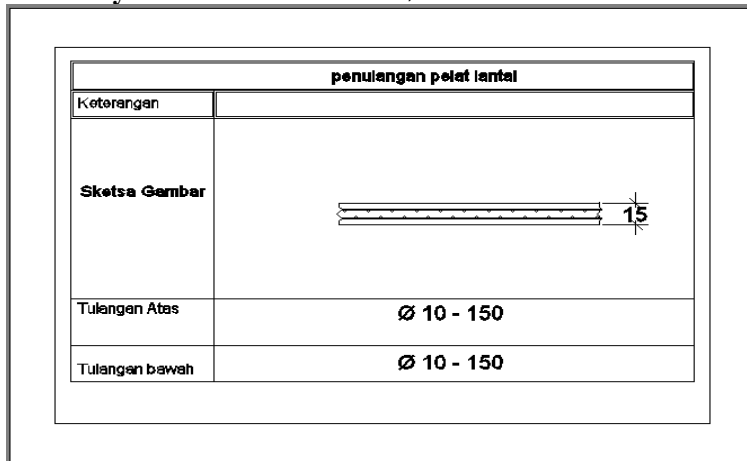 penulangan pelat lantai
Keterangan
Sketsa Gambar
15
Tulangan Atas
Ø 10 - 150
Tulangan bawah
Ø 10 - 150